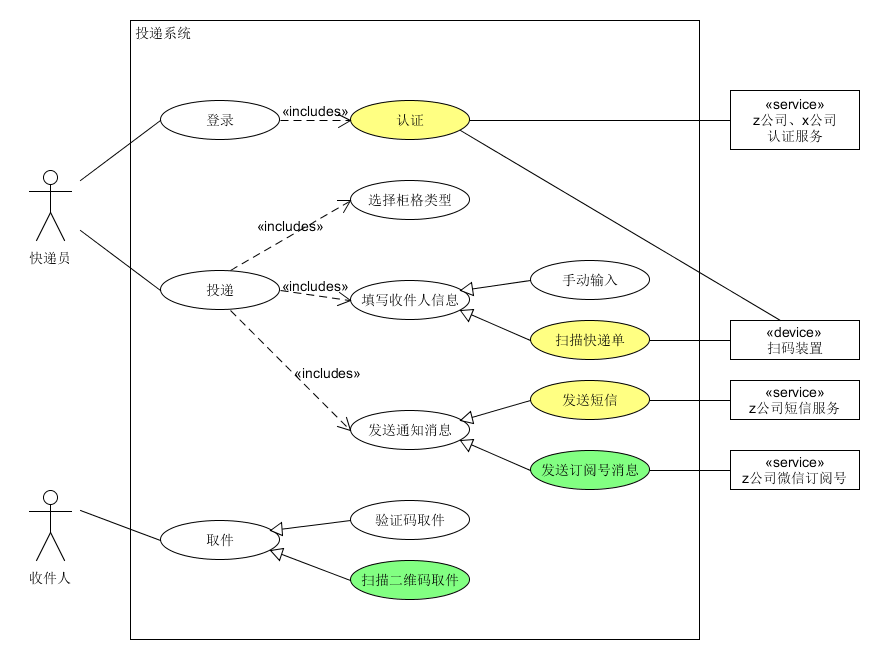 投递系统
«service»
z公司、x公司
认证服务
登录
«includes»
认证
选择柜格类型
«includes»
快递员
投递
«includes»
填写收件人信息
手动输入
扫描快递单
«device»
扫码装置
«includes»
发送短信
«service»
z公司短信服务
发送通知消息
发送订阅号消息
«service»
z公司微信订阅号
验证码取件
取件
收件人
扫描二维码取件